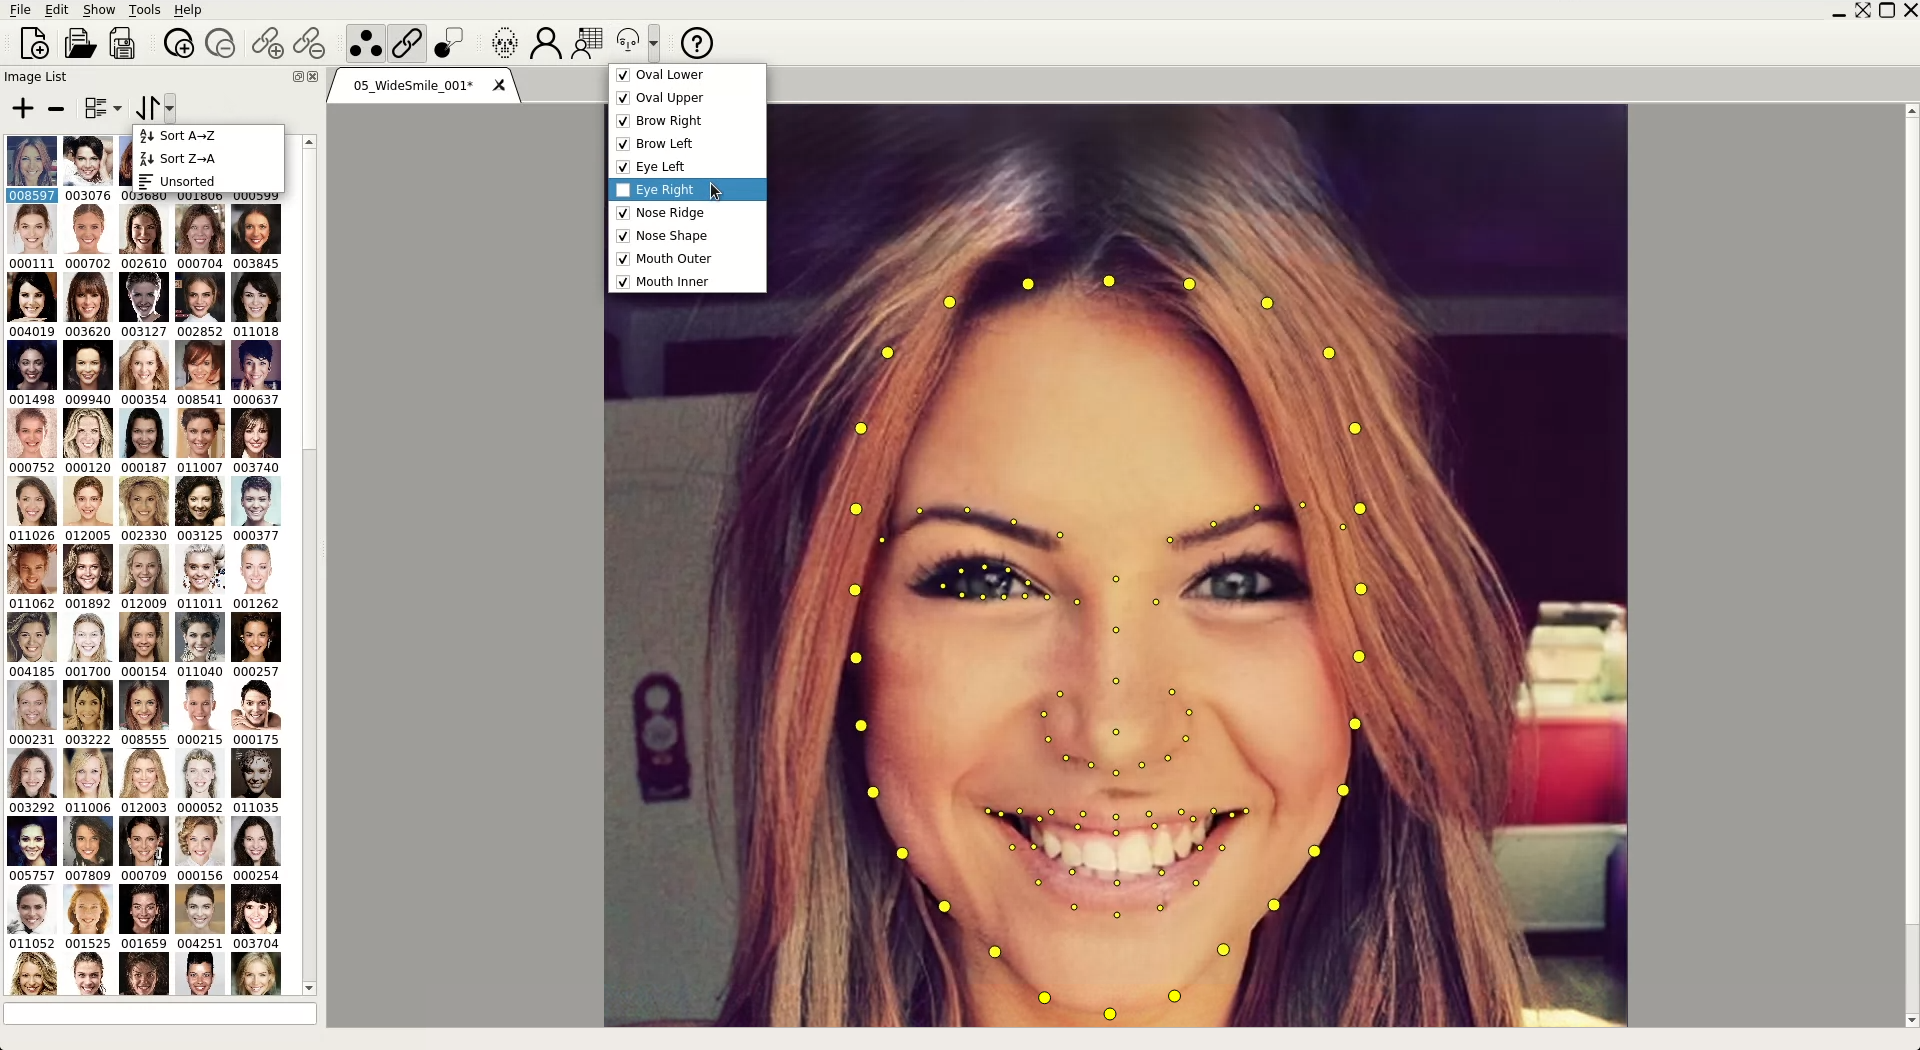 File Edit Show Tools Help
Image List
05_WideSmile_001*
Sort A→Z
Sort Z→A
Unsorted
Oval Lower
Oval Upper
Brow Right
Brow Left
Eye Left
Eye Right
Nose Ridge
Nose Shape
Mouth Outer
Mouth Inner
008597 003076 003680 001806 000599
000111 000702 002610 000704 003845
004019 003620 003127 002852 011018
001498 009940 000354 008541 000637
000752 000120 000187 011007 003740
011026 012005 002330 003125 000377
011062 001892 012009 011011 001262
004185 001700 000154 011040 000257
000231 003222 008555 000215 000175
003292 011006 012003 000052 011035
005757 007809 000709 000156 000254
011052 001525 001659 004251 003704